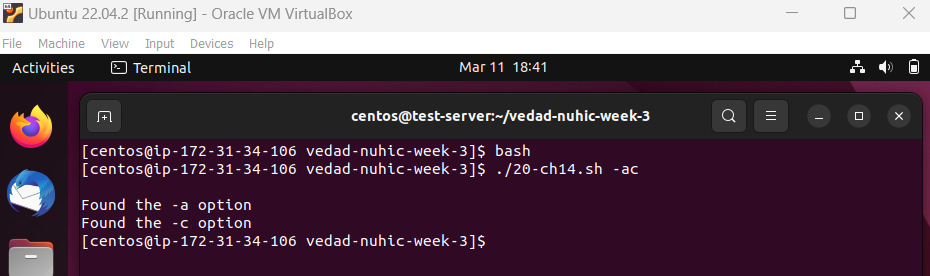 Ubuntu 22.04.2 [Running] - Oracle VM VirtualBox
File Machine View Input Devices Help
Activities Terminal Mar 11 18:41
centos@test-server:~/vedad-nuhic-week-3
[centos@ip-172-31-34-106 vedad-nuhic-week-3]$ bash
[centos@ip-172-31-34-106 vedad-nuhic-week-3]$ ./20-ch14.sh -ac
Found the -a option
Found the -c option
[centos@ip-172-31-34-106 vedad-nuhic-week-3]$